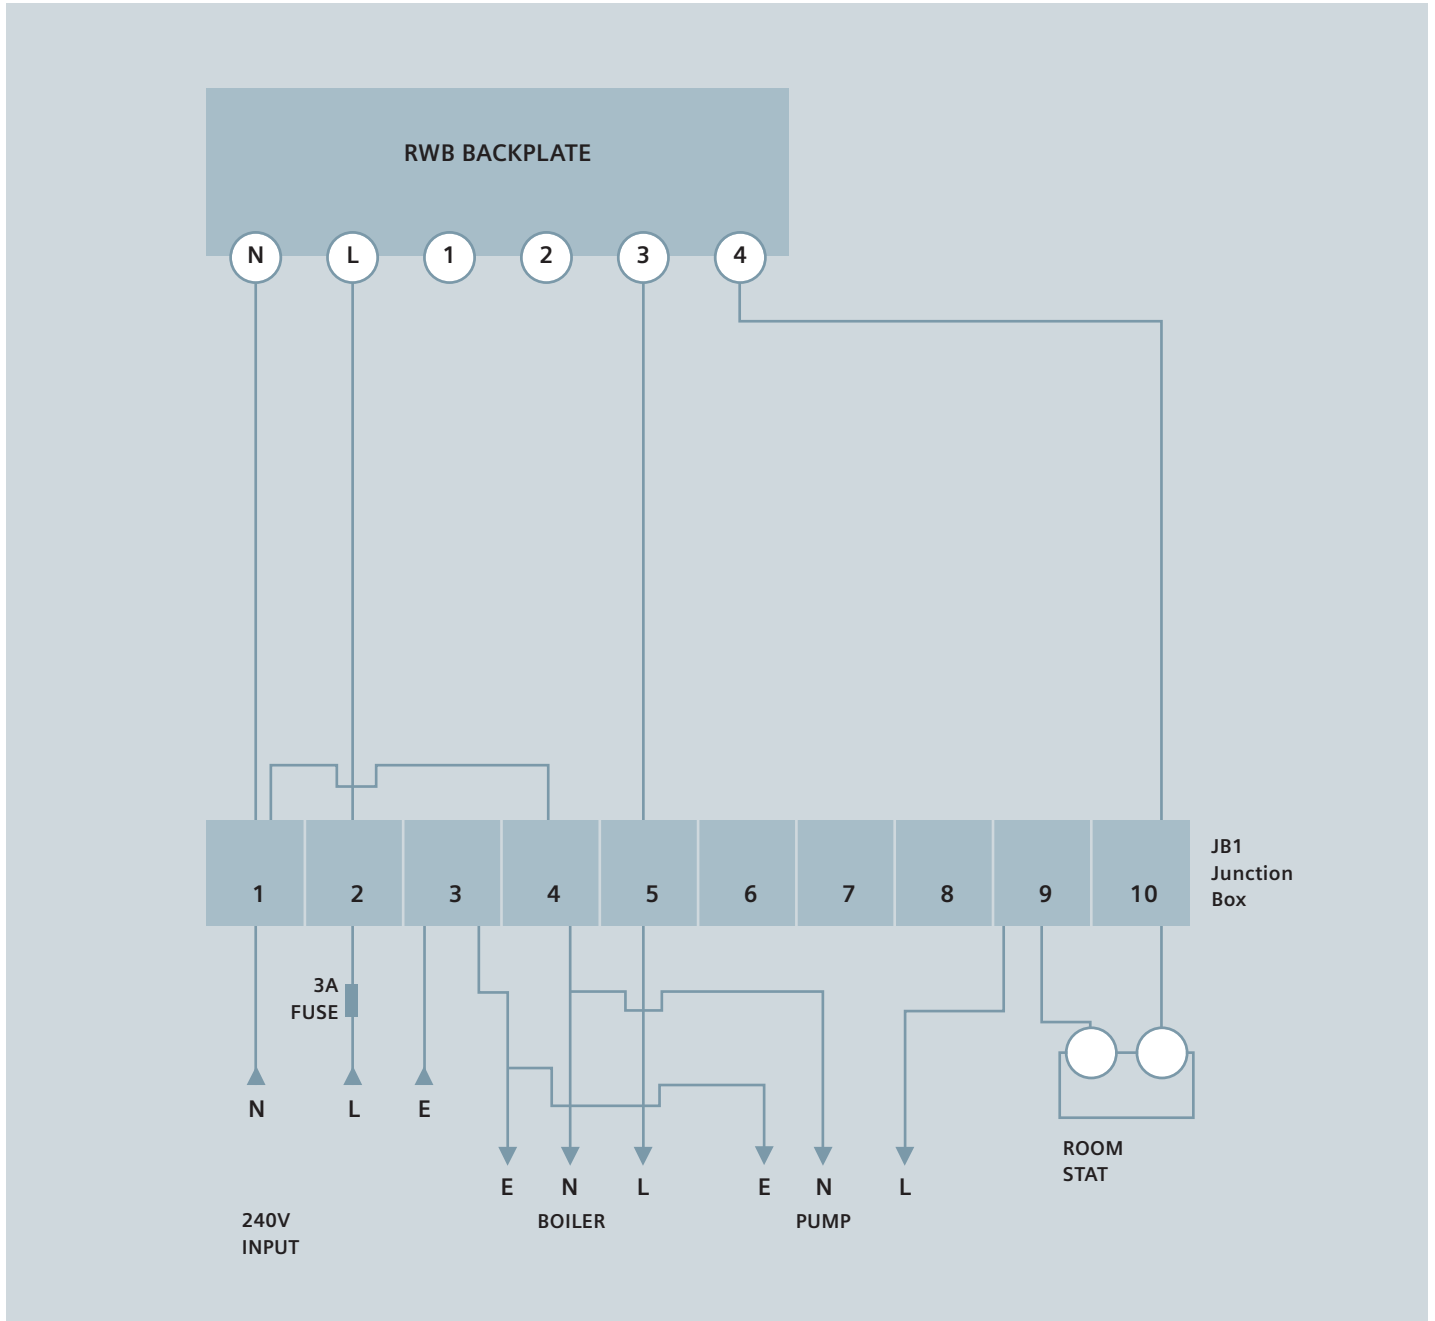 RWB BACKPLATE
N L 1 2 3 4
JB1
Junction
Box
1 2 3 4 5 6 7 8 9 10
3A
FUSE
N L E
E N L E N L
ROOM
STAT
BOILER PUMP
240V
INPUT